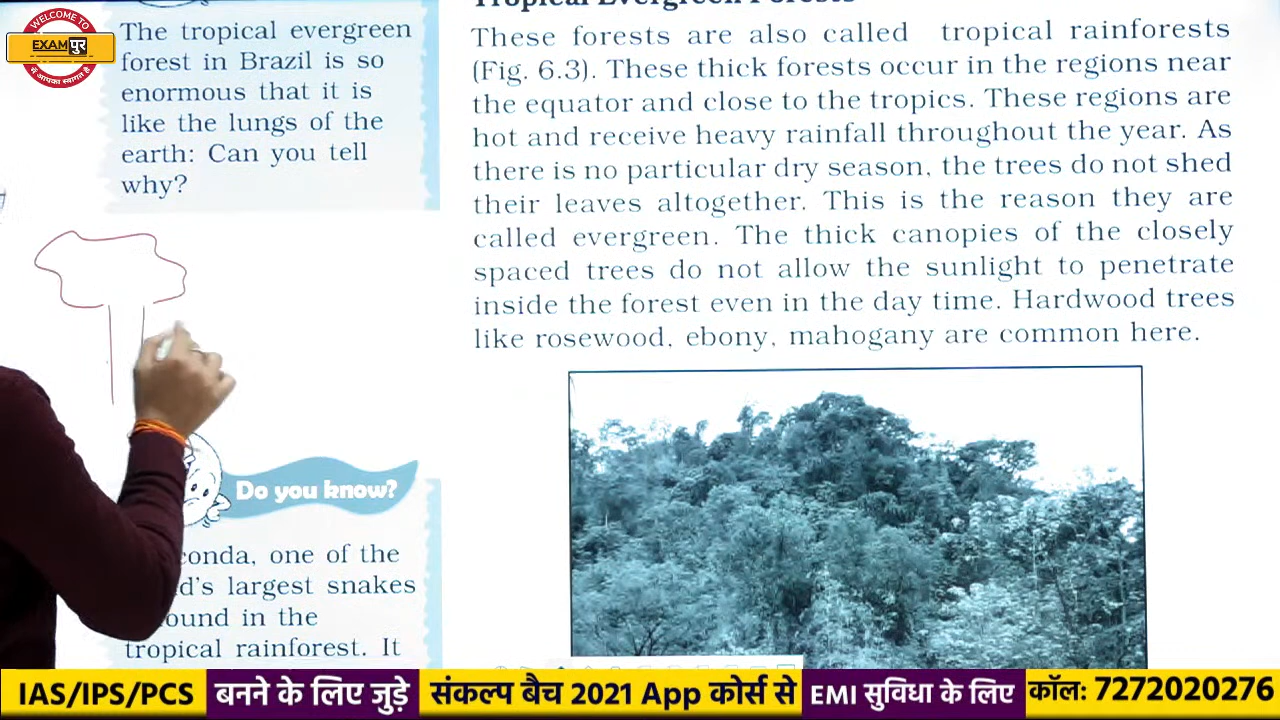 WELCOME TO
EXAMपुर
में आपका स्वागत है
The tropical evergreen
forest in Brazil is so
enormous that it is
like the lungs of the
earth: Can you tell
why?
Tropical Evergreen Forests
These forests are also called tropical rainforests
(Fig. 6.3). These thick forests occur in the regions near
the equator and close to the tropics. These regions are
hot and receive heavy rainfall throughout the year. As
there is no particular dry season, the trees do not shed
their leaves altogether. This is the reason they are
called evergreen. The thick canopies of the closely
spaced trees do not allow the sunlight to penetrate
inside the forest even in the day time. Hardwood trees
like rosewood, ebony, mahogany are common here.
Do you know?
conda, one of the
d's largest snakes
ound in the
tropical rainforest. It
IAS/IPS/PCS बनने के लिए जुड़े संकल्प बैच 2021 App कोर्स से EMI सुविधा के लिए कॉल: 7272020276